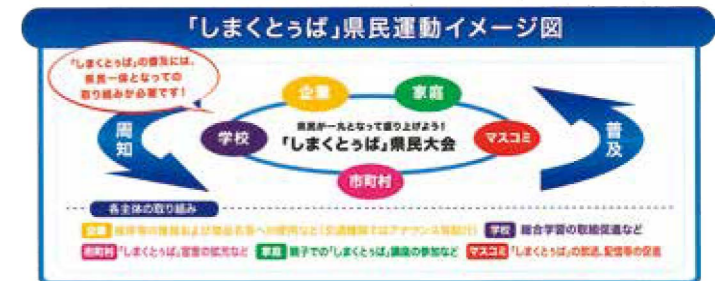 「しまくとぅば」県民運動イメージ図
「しまくとぅば」の普及には、
県民一体となっての
取り組みが必要です!
企業
家庭
周知
学校
県民が一丸となって盛り上げよう!
「しまくとぅば」県民大会
マスコミ
普及
市町村
各主体の取り組み
企業
学校 総合学習の取組促進など
市町村 「しまくとぅば」宣言の拡充など 家庭 親子での「しまくとぅば」講座の参加など マスコミ 「しまくとぅば」の放送、配信等の促進